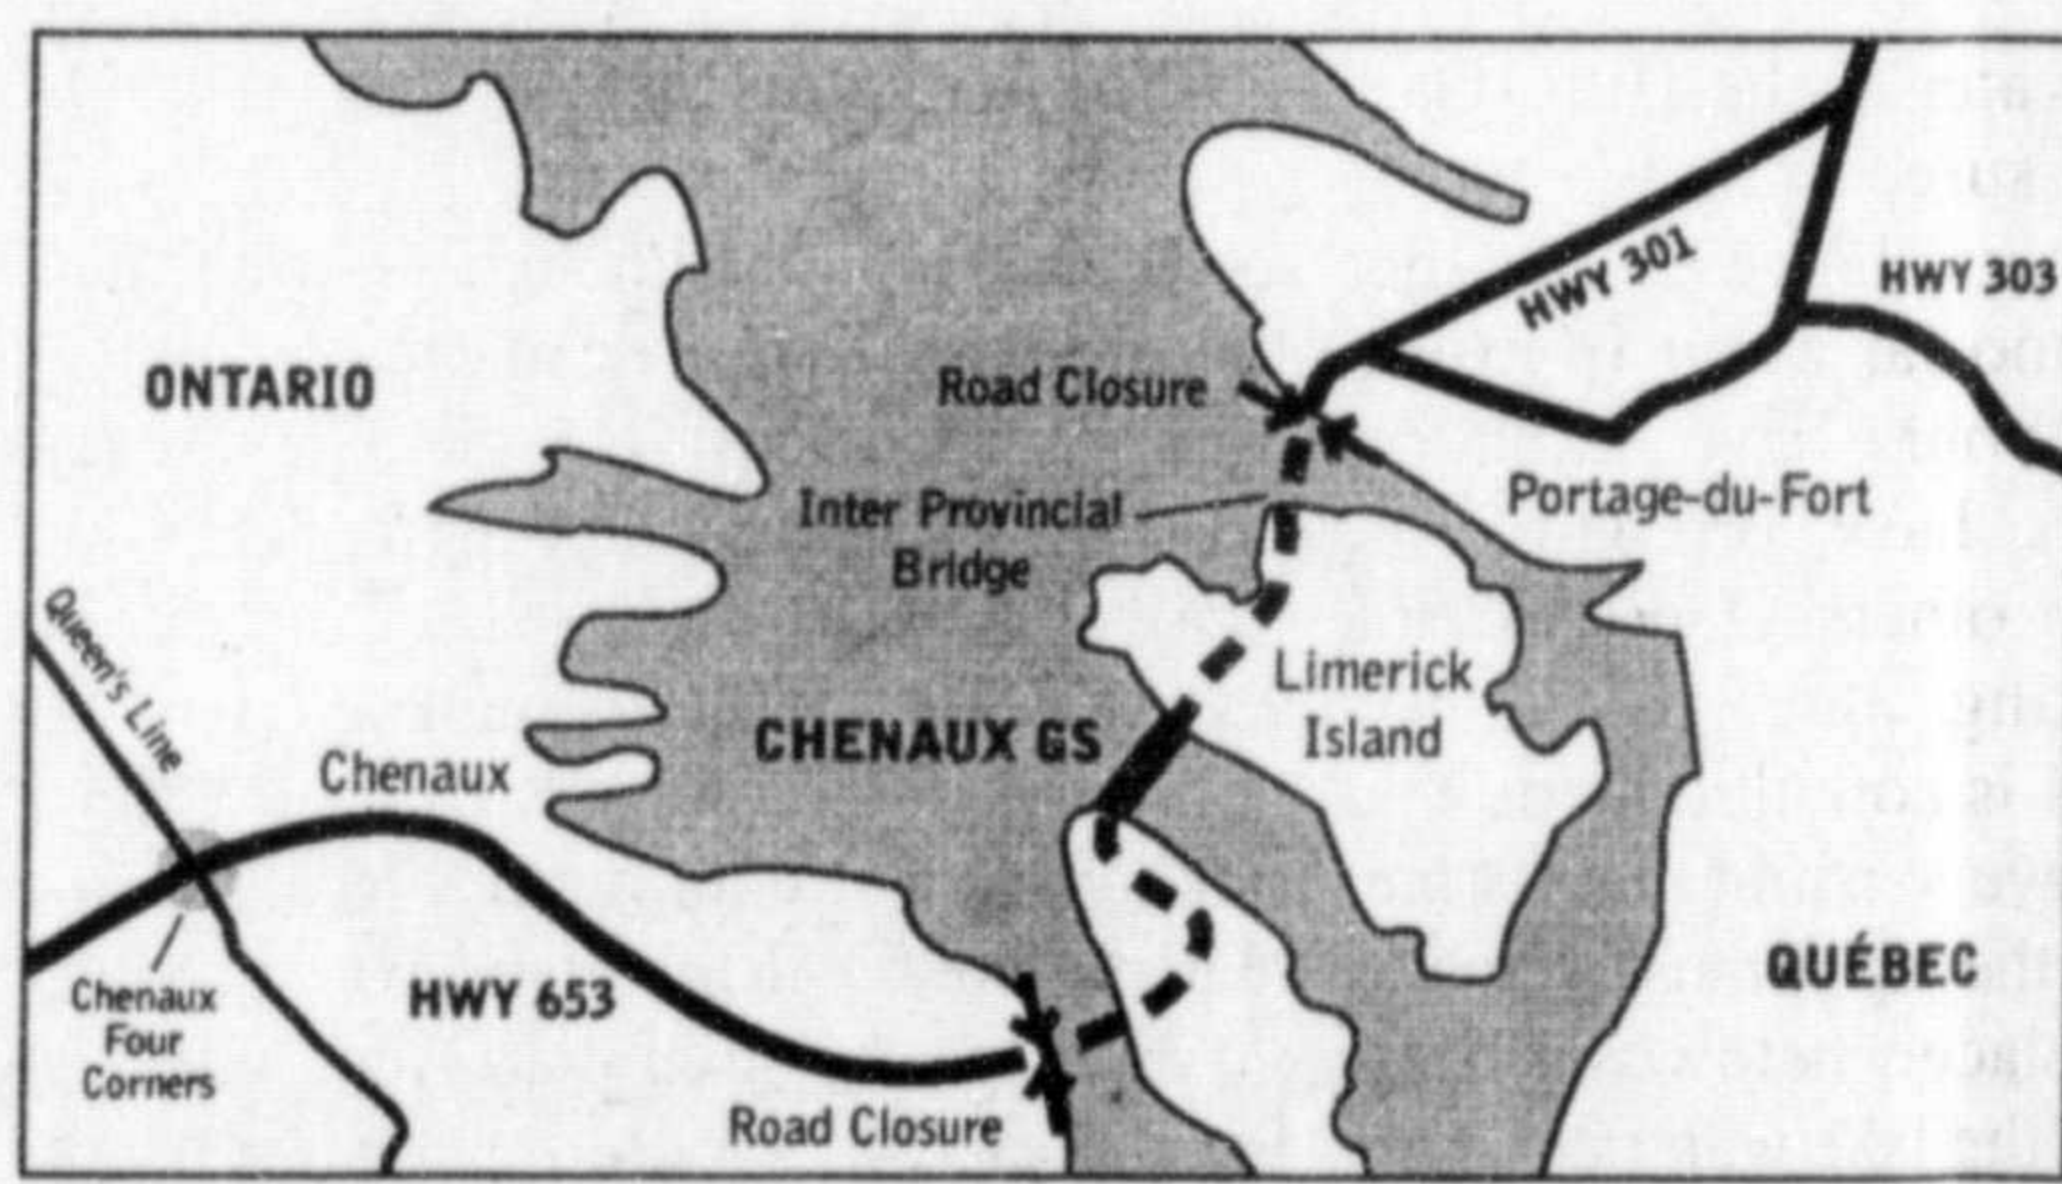 HWY 301
HWY 303
ONTARIO
Road Closure
Inter Provincial
Bridge
Portage-du-Fort
Queen's Line
Limerick
Island
CHENAUX GS
Chenaux
QUÉBEC
Chenaux
Four
Corners
HWY 653
Road Closure